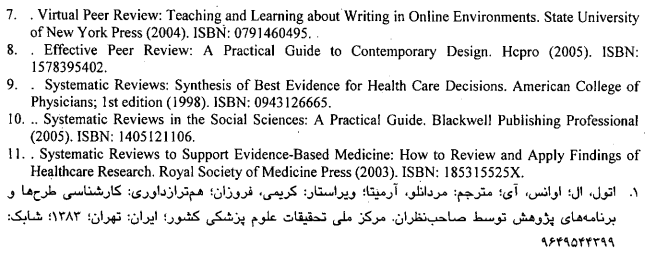 7. . Virtual Peer Review: Teaching and Learning about Writing in Online Environments. State University
of New York Press (2004). ISBN: 0791460495.
8. . Effective Peer Review: A Practical Guide to Contemporary Design. Hcpro (2005). ISBN:
1578395402.
9. . Systematic Reviews: Synthesis of Best Evidence for Health Care Decisions. American College of
Physicians; 1st edition (1998). ISBN: 0943126665.
10. .. Systematic Reviews in the Social Sciences: A Practical Guide. Blackwell Publishing Professional
(2005). ISBN: 1405121106.
11. . Systematic Reviews to Support Evidence-Based Medicine: How to Review and Apply Findings of
Healthcare Research. Royal Society of Medicine Press (2003). ISBN: 185315525X.
۱. اتول، ال؛ اوانس، آی؛ مترجم: مردانلو، آرمیتا؛ ویراستار: کریمی، فروزان؛ هم‌ترازداوری: کارشناسی طرح‌ها و
برنامه‌های پژوهش توسط صاحب‌نظران. مرکز ملی تحقیقات علوم پزشکی کشور؛ ایران: تهران؛ ۱۳۸۳؛ شابک:
۹۶۴۹۵۴۴۳۹۹